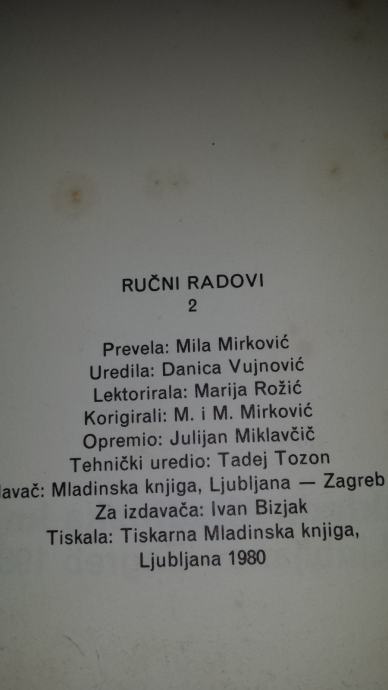 RUČNI RADOVI
2
Prevela: Mila Mirković
Uredila: Danica Vujnović
Lektorirala: Marija Rožić
Korigirali: M. i M. Mirković
Opremio: Julijan Miklavčič
Tehnički uredio: Tadej Tozon
davač: Mladinska knjiga, Ljubljana — Zagreb
Za izdavača: Ivan Bizjak
Tiskala: Tiskarna Mladinska knjiga,
Ljubljana 1980